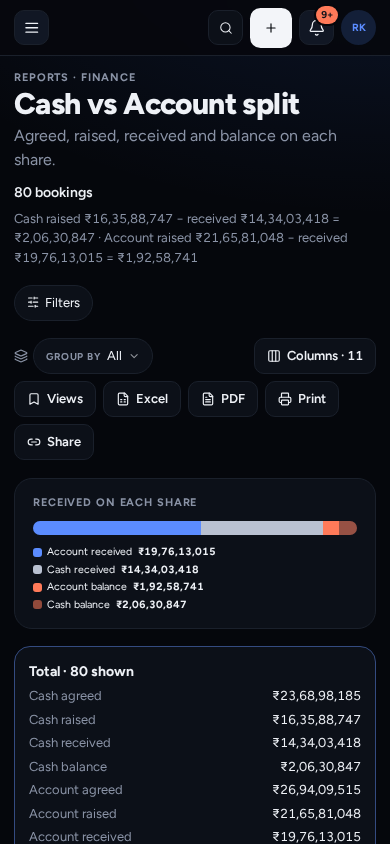 9+
RK
REPORTS · FINANCE
Cash vs Account split
Agreed, raised, received and balance on each
share.
80 bookings
Cash raised ₹16,35,88,747 − received ₹14,34,03,418 =
₹2,06,30,847 · Account raised ₹21,65,81,048 − received
₹19,76,13,015 = ₹1,92,58,741
Filters
GROUP BY All
Columns · 11
Views
Excel
PDF
Print
Share
RECEIVED ON EACH SHARE
Account received ₹19,76,13,015
Cash received ₹14,34,03,418
Account balance ₹1,92,58,741
Cash balance ₹2,06,30,847
Total · 80 shown
Cash agreed ₹23,68,98,185
Cash raised ₹16,35,88,747
Cash received ₹14,34,03,418
Cash balance ₹2,06,30,847
Account agreed ₹26,94,09,515
Account raised ₹21,65,81,048
Account received ₹19,76,13,015